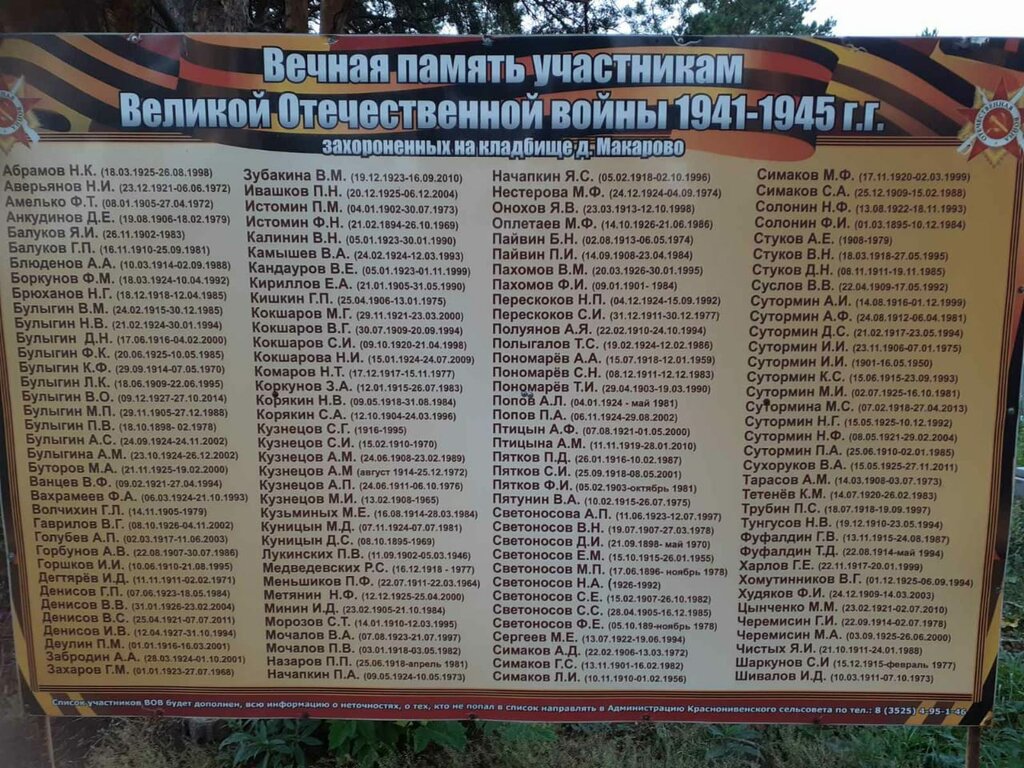 Вечная память участникам
Великой Отечественной войны 1941-1945 г.г.
захороненных на кладбище д. Макарово
Абрамов Н.К. (18.03.1925-26.08.1998)
Аверьянов Н.И. (23.12.1921-06.06.1972)
Амелько Ф.Т. (08.01.1905-27.04.1972)
Анкудинов Д.Е. (19.08.1906-18.02.1979)
Балуков Я.И. (26.11.1902-1983)
Балуков Г.П. (16.11.1910-25.09.1981)
Блюденов А.А. (10.03.1914-02.09.1988)
Боркунов Ф.М. (18.03.1924-10.04.1992)
Брюханов Н.Г. (18.12.1918-12.04.1985)
Булыгин В.М. (24.02.1915-30.12.1985)
Булыгин Н.В. (21.02.1924-30.01.1994)
Булыгин Д.Н. (17.06.1916-04.02.2000)
Булыгин Ф.К. (20.06.1925-10.05.1985)
Булыгин К.Ф. (29.09.1914-07.05.1970)
Булыгин Л.К. (18.06.1909-22.06.1995)
Булыгин В.О. (09.12.1927-27.10.2014)
Булыгин М.П. (29.11.1905-27.12.1988)
Булыгин П.В. (18.10.1898- 02.1978)
Булыгин А.С. (24.09.1924-24.11.2002)
Булыгина А.М. (23.10.1924-26.12.2002)
Буторов М.А. (21.11.1925-19.02.2000)
Ванцев В.Ф. (09.02.1921-27.04.1994)
Вахрамеев Ф.А. (06.03.1924-21.10.1993)
Волчихин Г.Л. (14.11.1905-1979)
Гаврилов В.Г. (08.10.1926-04.11.2002)
Голубев А.П. (02.03.1917-11.06.2003)
Горбунов А.В. (22.08.1907-30.07.1986)
Горшков И.И. (10.06.1910-21.08.1995)
Дегтярёв И.Д. (11.11.1911-02.02.1971)
Денисов Г.П. (07.06.1923-18.05.1984)
Денисов В.В. (31.01.1926-23.02.2004)
Денисов В.С. (25.04.1921-07.07.2011)
Денисов И.В. (12.04.1927-31.10.1994)
Деулин П.М. (01.01.1916-16.03.2001)
Забродин А.А. (28.03.1924-01.10.2001)
Захаров Г.М. (01.01.1923-27.07.1968)
Зубакина В.М. (19.12.1923-16.09.2010)
Ивашков П.Н. (20.12.1925-06.12.2004)
Истомин П.М. (04.01.1902-30.07.1973)
Истомин Ф.Н. (21.02.1894-26.10.1969)
Калинин В.Н. (05.01.1923-30.01.1990)
Камышев В.А. (24.02.1924-12.03.1993)
Кандауров В.Е. (05.01.1923-01.11.1999)
Кириллов Е.А. (21.01.1905-31.05.1990)
Кишкин Г.П. (25.04.1906-13.01.1975)
Кокшаров М.Г. (29.11.1921-23.03.2000)
Кокшаров В.Г. (30.07.1909-20.09.1994)
Кокшаров С.И. (09.10.1920-21.04.1998)
Кокшарова Н.И. (15.01.1924-24.07.2009)
Комаров Н.Т. (17.12.1917-15.11.1977)
Коркунов З.А. (12.01.1915-26.07.1983)
Корякин Н.В. (09.05.1918-31.08.1984)
Корякин С.А. (12.10.1904-24.03.1996)
Кузнецов С.Г. (1916-1995)
Кузнецов С.И. (15.02.1910-1970)
Кузнецов А.М. (24.06.1908-23.02.1989)
Кузнецов А.М (август 1914-25.12.1972)
Кузнецов А.П. (24.06.1911-06.10.1976)
Кузнецов М.И. (13.02.1908-1965)
Кузьминых М.Е. (16.08.1914-28.03.1984)
Куницын М.Д. (07.11.1924-07.07.1981)
Куницын Д.С. (08.10.1895-1969)
Лукинских П.В. (11.09.1902-05.03.1946)
Медведевских Р.С. (16.12.1918 - 1977)
Меньшиков П.Ф. (22.07.1911-22.03.1964)
Метянин Н.Ф. (12.12.1925-25.04.2000)
Минин И.Д. (23.02.1905-21.10.1984)
Морозов С.Т. (14.01.1910-12.03.1995)
Мочалов В.А. (07.08.1923-21.07.1997)
Мочалов П.В. (03.01.1918-03.05.1982)
Назаров П.П. (25.06.1918-апрель 1981)
Начапкин П.А. (09.05.1924-10.05.1973)
Начапкин Я.С. (05.02.1918-02.10.1996)
Нестерова М.Ф. (24.12.1924-04.09.1974)
Онохов Я.В. (23.03.1913-12.10.1998)
Оплетаев М.Ф. (14.10.1926-21.06.1986)
Пайвин Б.Н. (02.08.1913-06.05.1974)
Пайвин П.И. (14.09.1908-23.04.1984)
Пахомов В.М. (20.03.1926-30.01.1995)
Пахомов Ф.И. (09.01.1901- 1984)
Перескоков Н.П. (04.12.1924-15.09.1992)
Перескоков С.И. (31.12.1911-30.12.1977)
Полуянов А.Я. (22.02.1910-24.10.1994)
Полыгалов Т.С. (19.02.1924-12.02.1986)
Пономарёв А.А. (15.07.1918-12.01.1959)
Пономарёв С.Н. (08.12.1911-12.12.1983)
Пономарёв Т.И. (29.04.1903-19.03.1990)
Попов А.Л. (04.01.1924 - май 1981)
Попов П.А. (06.11.1924-29.08.2002)
Птицын А.Ф. (07.08.1921-01.05.2000)
Птицына А.М. (11.11.1919-28.01.2010)
Пятков П.Д. (26.01.1916-10.02.1987)
Пятков С.И. (25.09.1918-08.05.2001)
Пятков Ф.И. (05.02.1903-октябрь 1981)
Пятунин В.А. (10.02.1915-26.07.1975)
Светоносова А.П. (11.06.1923-12.07.1997)
Светоносов В.Н. (19.07.1907-27.03.1978)
Светоносов Д.И. (21.09.1898- май 1970)
Светоносов Е.М. (15.10.1915-26.01.1955)
Светоносов М.П. (17.06.1896- ноябрь 1978)
Светоносов Н.А. (1926-1992)
Светоносов С.Е. (15.02.1907-26.10.1982)
Светоносов С.С. (28.04.1905-16.12.1985)
Светоносов Ф.Е. (05.10.189-ноябрь 1978)
Сергеев М.Е. (13.07.1922-19.06.1994)
Симаков А.Д. (22.02.1906-13.03.1972)
Симаков Г.С. (13.11.1901-16.02.1982)
Симаков Л.И. (10.11.1910-01.02.1956)
Симаков М.Ф. (17.11.1920-02.03.1999)
Симаков С.А. (25.12.1909-15.02.1988)
Солонин Н.Ф. (13.08.1922-18.11.1993)
Солонин Ф.И. (01.03.1895-10.12.1984)
Стуков А.Е. (1908-1979)
Стуков В.Н. (18.03.1918-27.05.1995)
Стуков Д.Н. (08.11.1911-19.11.1985)
Суслов В.В. (22.04.1909-17.05.1992)
Сутормин А.И. (14.08.1916-01.12.1999)
Сутормин А.Ф. (24.08.1912-06.04.1981)
Сутормин Д.С. (21.02.1917-23.05.1994)
Сутормин И.И. (23.11.1906-07.01.1975)
Сутормин И.И. (1901-16.05.1950)
Сутормин К.С. (15.06.1915-23.09.1993)
Сутормин М.И. (02.07.1925-16.10.1981)
Сутормина М.С. (07.02.1918-27.04.2013)
Сутормин Н.Г. (15.05.1925-10.12.1992)
Сутормин Н.Ф. (08.05.1921-29.02.2004)
Сутормин П.А. (25.06.1910-02.01.1985)
Сухоруков В.А. (15.05.1925-27.11.2011)
Тарасов А.М. (14.03.1908-03.07.1973)
Тетенёв К.М. (14.07.1920-26.02.1983)
Трубин П.С. (18.07.1918-19.09.1997)
Тунгусов Н.В. (19.12.1910-23.05.1994)
Фуфалдин Г.В. (13.11.1915-24.08.1987)
Фуфалдин Т.Д. (22.08.1914-май 1994)
Харлов Г.Е. (22.11.1917-20.01.1999)
Хомутинников В.Г. (01.12.1925-06.09.1994)
Худяков Ф.И. (24.12.1909-14.03.2003)
Цынченко М.М. (23.02.1921-02.07.2010)
Черемисин Г.И. (22.09.1914-02.07.1978)
Черемисин М.А. (03.09.1925-26.06.2000)
Чистых Я.И. (21.10.1911-24.01.1988)
Шаркунов С.И (15.12.1915-февраль 1977)
Шивалов И.Д. (10.03.1911-07.10.1973)
Список участников ВОВ будет дополнен, всю информацию о неточностях, о тех, кто не попал в список направлять в Администрацию Краснонивенского сельсовета по тел.: 8 (3525) 4-95-1-46